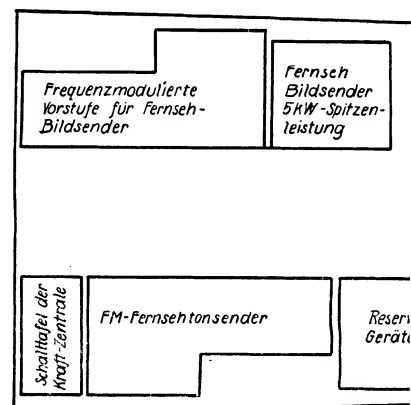 Frequenzmodulierte
Vorstufe für Fernseh-
Bildsender
Fernseh
Bildsender
5KW-Spitzen-
leistung
Schalttafel der
Kraft-Zentrale
FM-Fernsehtonsender